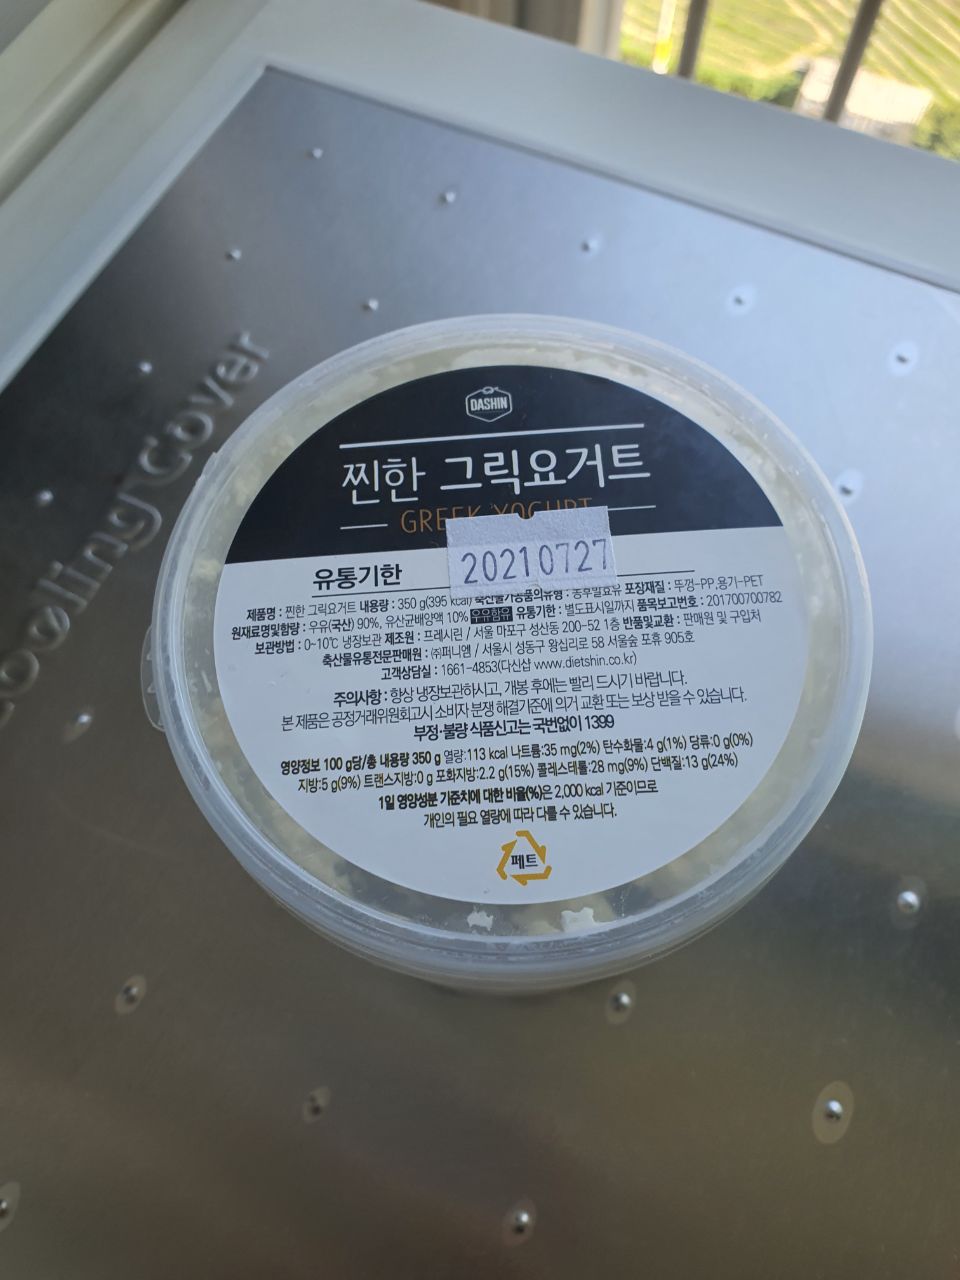 Cooling Cover
DASHIN
찐한 그릭요거트
GREEK YOGURT
20210727
유통기한
제품명 : 찐한 그릭요거트 내용량 : 350 g(395 kcal) 축산물가공품의유형 : 농후발효유 포장재질 : 뚜껑-PP,용기-PET
원재료명및함량 : 우유(국산) 90%, 유산균배양액 10% 우유함유 유통기한 : 별도표시일까지 품목보고번호 : 201700700782
보관방법 : 0~10℃ 냉장보관 제조원 : 프레시린 / 서울 마포구 성산동 200-52 1층 반품및교환 : 판매원 및 구입처
축산물유통전문판매원 : ㈜퍼니앰 / 서울시 성동구 왕십리로 58 서울숲 포휴 905호
고객상담실 : 1661-4853(다신샵 www.dietshin.co.kr)
주의사항 : 항상 냉장보관하시고, 개봉 후에는 빨리 드시기 바랍니다.
본 제품은 공정거래위원회고시 소비자 분쟁 해결기준에 의거 교환 또는 보상 받을 수 있습니다.
부정·불량 식품신고는 국번없이 1399
영양정보 100 g당/총 내용량 350 g 열량:113 kcal 나트륨:35 mg(2%) 탄수화물:4 g(1%) 당류:0 g(0%)
지방:5 g(9%) 트랜스지방:0 g 포화지방:2.2 g(15%) 콜레스테롤:28 mg(9%) 단백질:13 g(24%)
1일 영양성분 기준치에 대한 비율(%)은 2,000 kcal 기준이므로
개인의 필요 열량에 따라 다를 수 있습니다.
페트